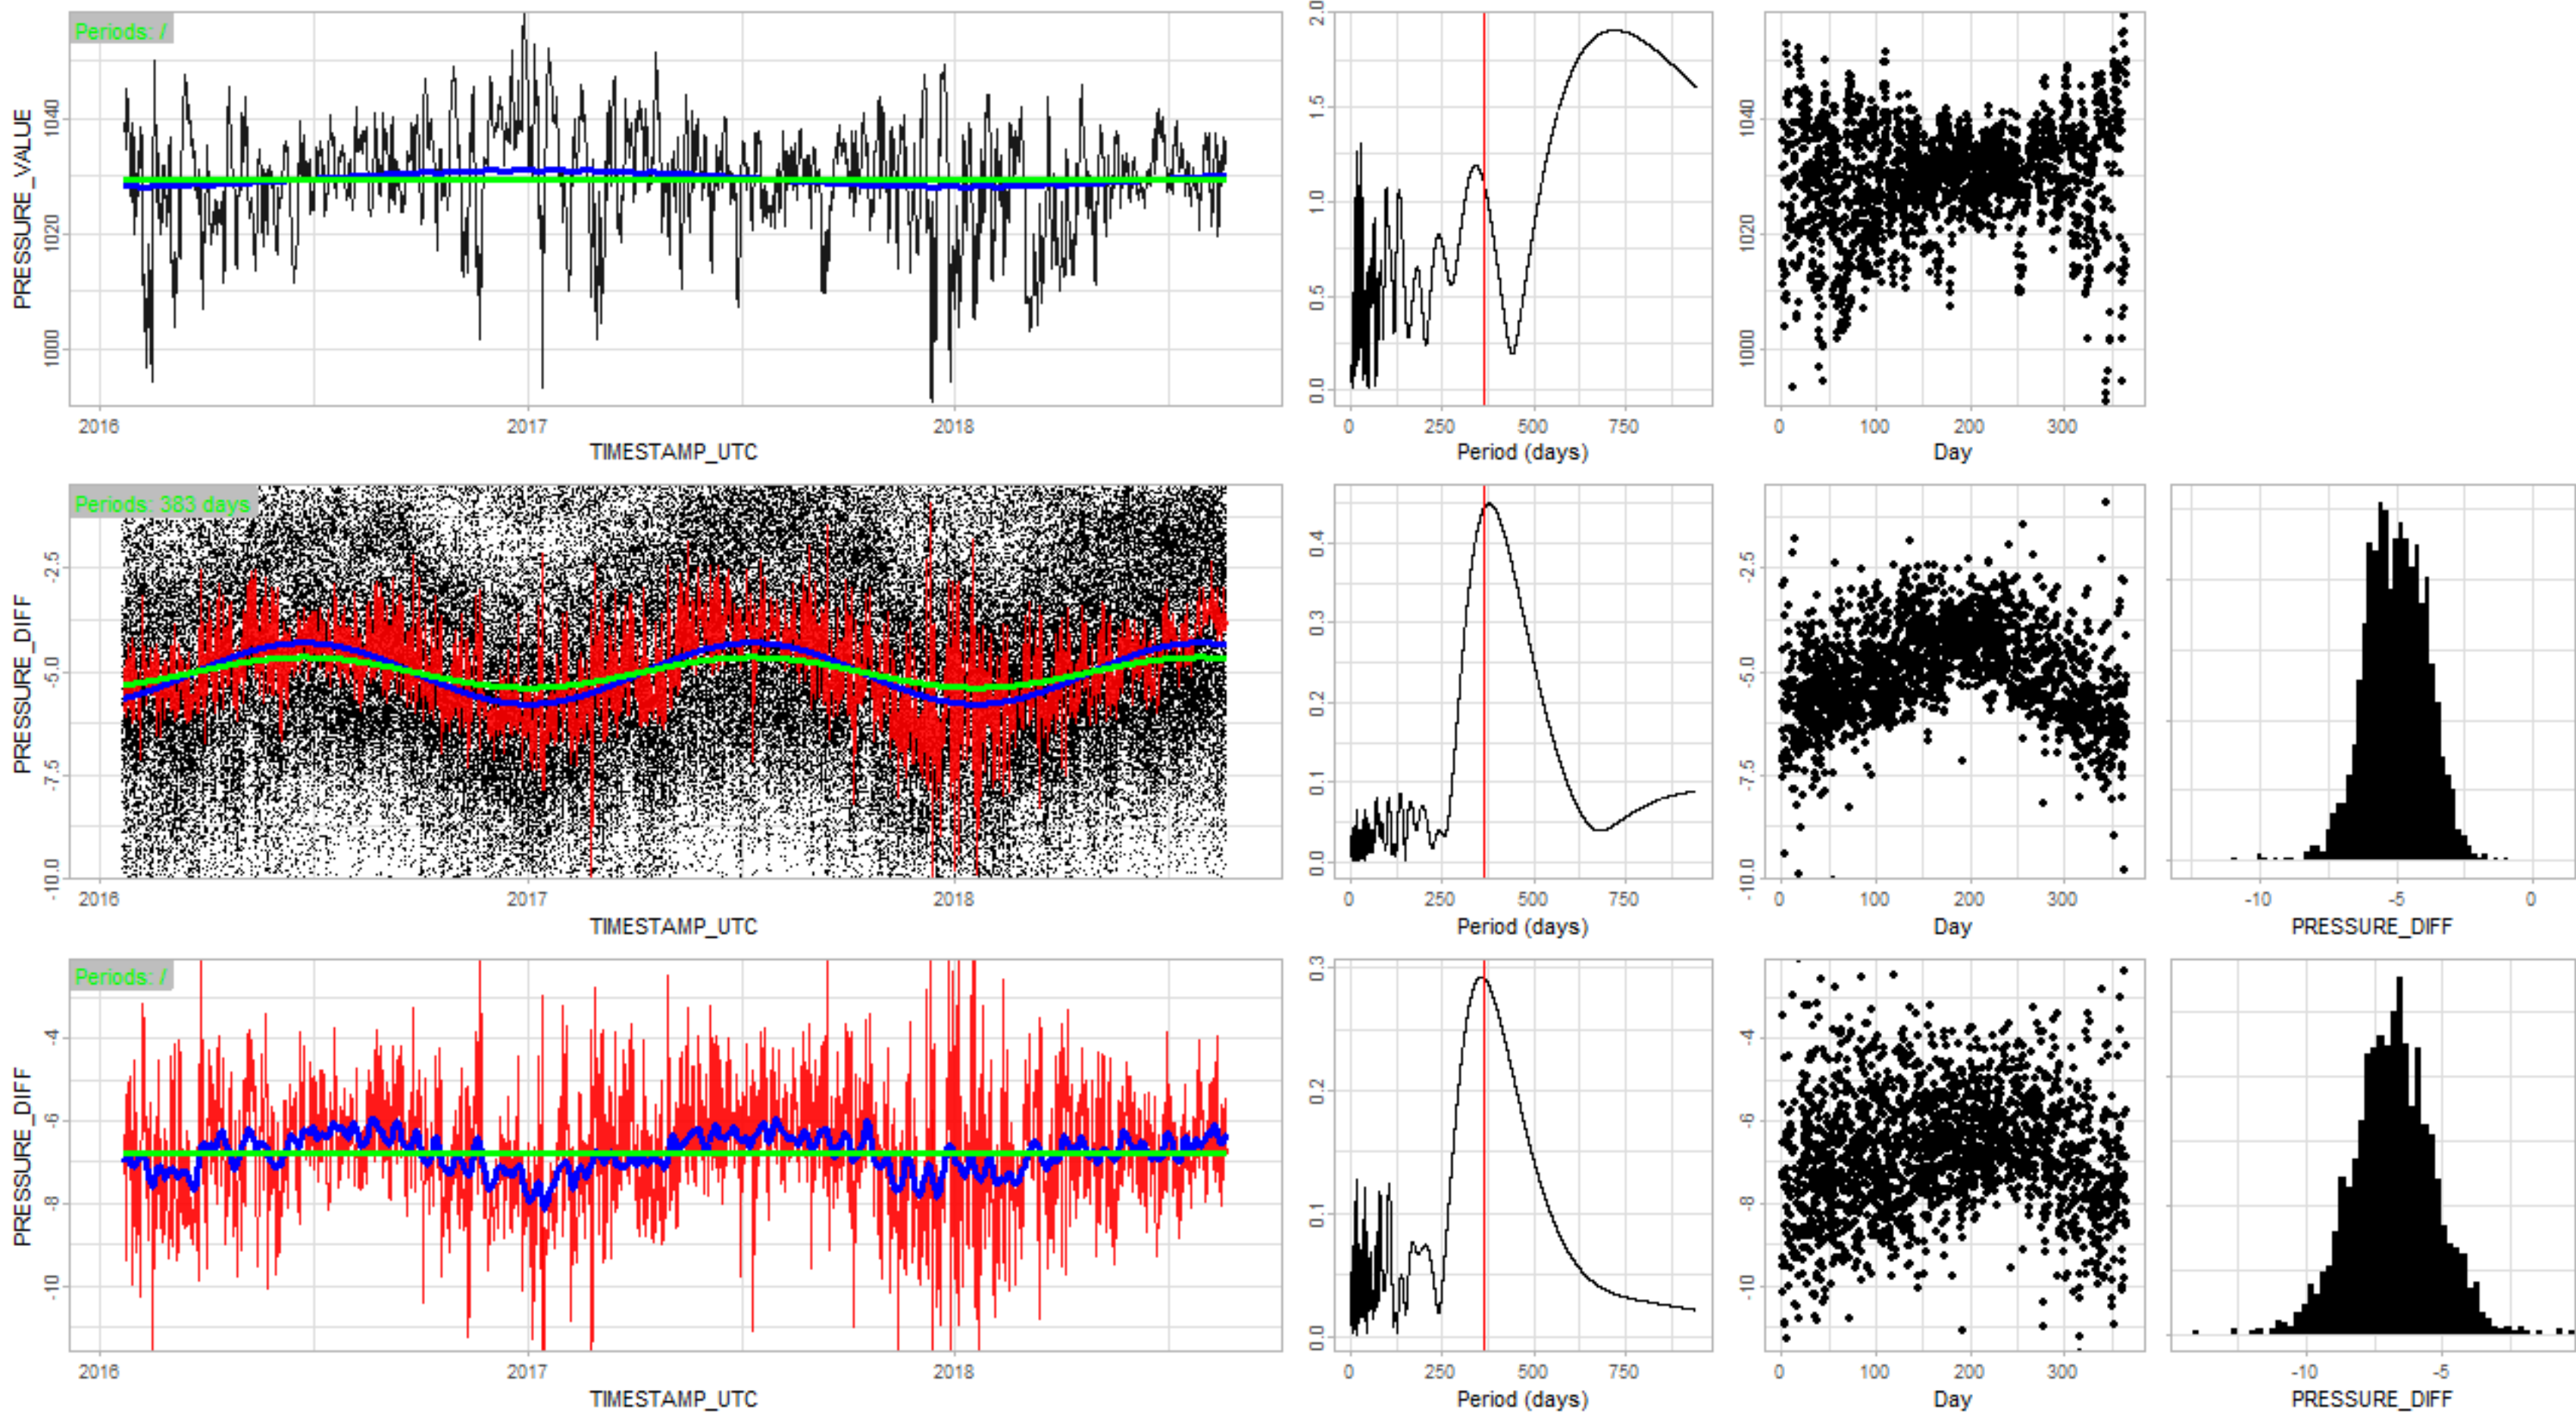 Periods: /
PRESSURE_VALUE
1000 1020 1040
2016 2017 2018
TIMESTAMP_UTC
0.0 0.5 1.0 1.5 2.0
0 250 500 750
Period (days)
1000 1020 1040
0 100 200 300
Day
Periods: 383 days
PRESSURE_DIFF
-10.0 -7.5 -5.0 -2.5
2016 2017 2018
TIMESTAMP_UTC
0.0 0.1 0.2 0.3 0.4
0 250 500 750
Period (days)
-10.0 -7.5 -5.0 -2.5
0 100 200 300
Day
-10 -5 0
PRESSURE_DIFF
Periods: /
PRESSURE_DIFF
-10 -8 -6 -4
2016 2017 2018
TIMESTAMP_UTC
0.0 0.1 0.2 0.3
0 250 500 750
Period (days)
-10 -8 -6 -4
0 100 200 300
Day
-10 -5
PRESSURE_DIFF